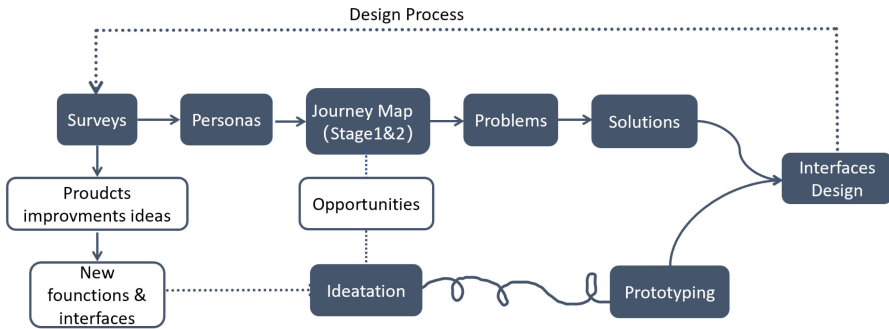 Design Process
Surveys
Personas
Journey Map
(Stage1&2)
Problems
Solutions
Interfaces
Design
Proudcts
improvments ideas
Opportunities
New
founctions &
interfaces
Ideatation
Prototyping